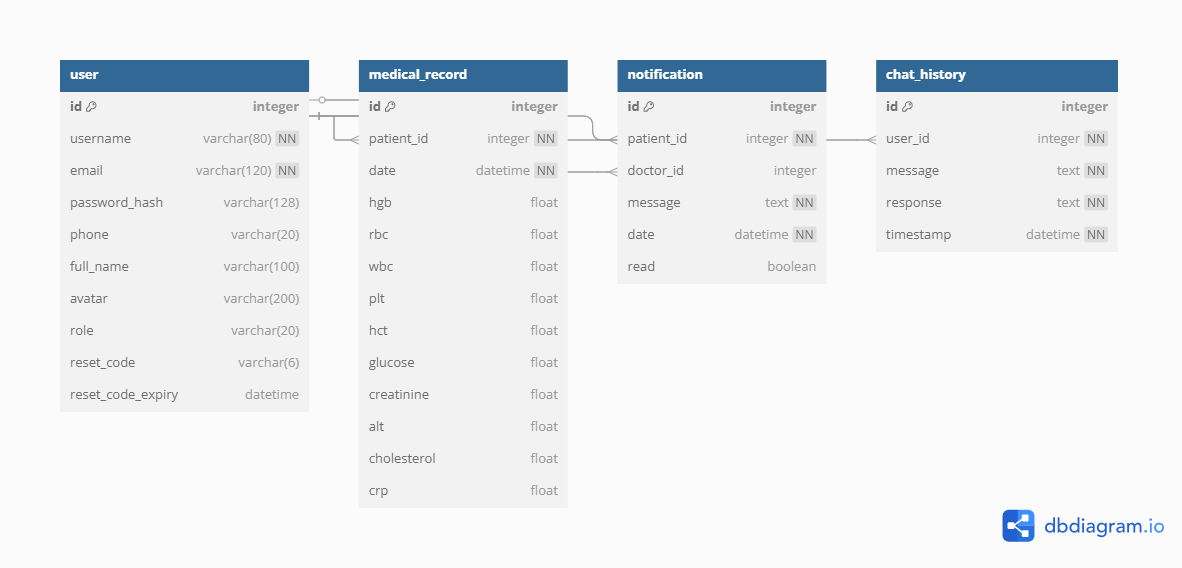 user
id integer
username varchar(80) NN
email varchar(120) NN
password_hash varchar(128)
phone varchar(20)
full_name varchar(100)
avatar varchar(200)
role varchar(20)
reset_code varchar(6)
reset_code_expiry datetime
medical_record
id integer
patient_id integer NN
date datetime NN
hgb float
rbc float
wbc float
plt float
hct float
glucose float
creatinine float
alt float
cholesterol float
crp float
notification
id integer
patient_id integer NN
doctor_id integer
message text NN
date datetime NN
read boolean
chat_history
id integer
user_id integer NN
message text NN
response text NN
timestamp datetime NN
dbdiagram.io